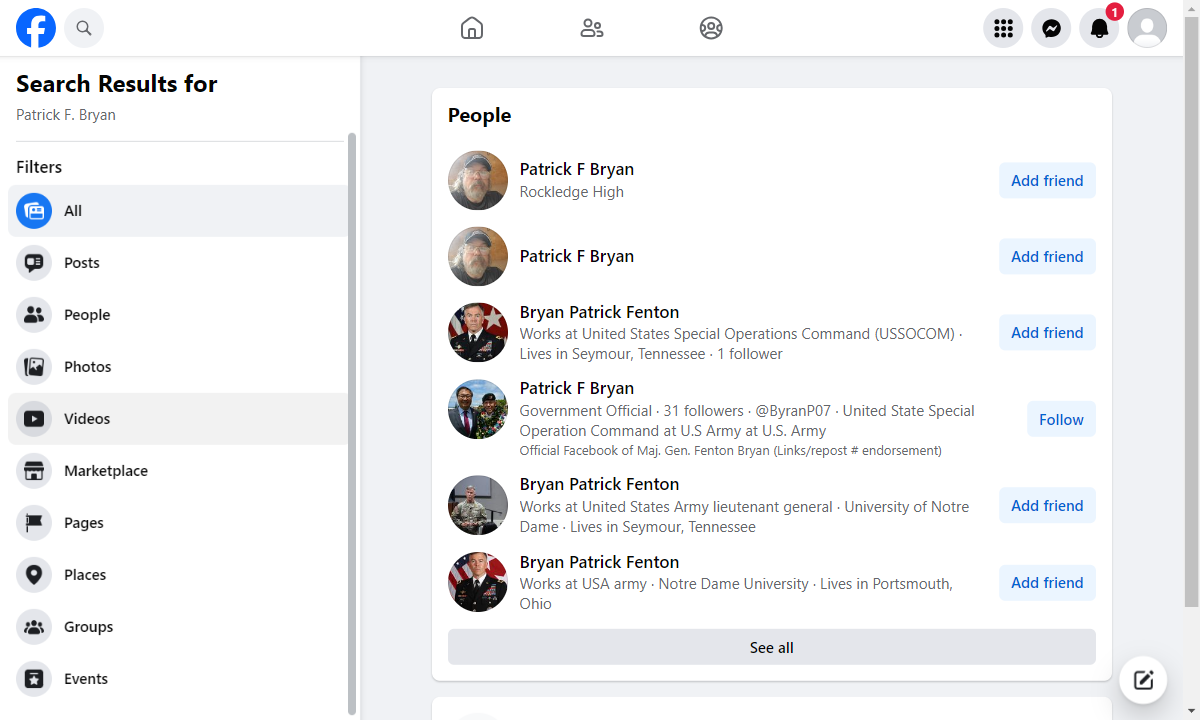 1
Search Results for
Patrick F. Bryan
Filters
All
Posts
People
Photos
Videos
Marketplace
Pages
Places
Groups
Events
People
Patrick F Bryan
Rockledge High
Add friend
Patrick F Bryan
Add friend
Bryan Patrick Fenton
Works at United States Special Operations Command (USSOCOM) ·
Lives in Seymour, Tennessee · 1 follower
Add friend
Patrick F Bryan
Government Official · 31 followers · @ByranP07 · United State Special
Operation Command at U.S Army at U.S. Army
Official Facebook of Maj. Gen. Fenton Bryan (Links/repost # endorsement)
Follow
Bryan Patrick Fenton
Works at United States Army lieutenant general · University of Notre
Dame · Lives in Seymour, Tennessee
Add friend
Bryan Patrick Fenton
Works at USA army · Notre Dame University · Lives in Portsmouth,
Ohio
Add friend
See all